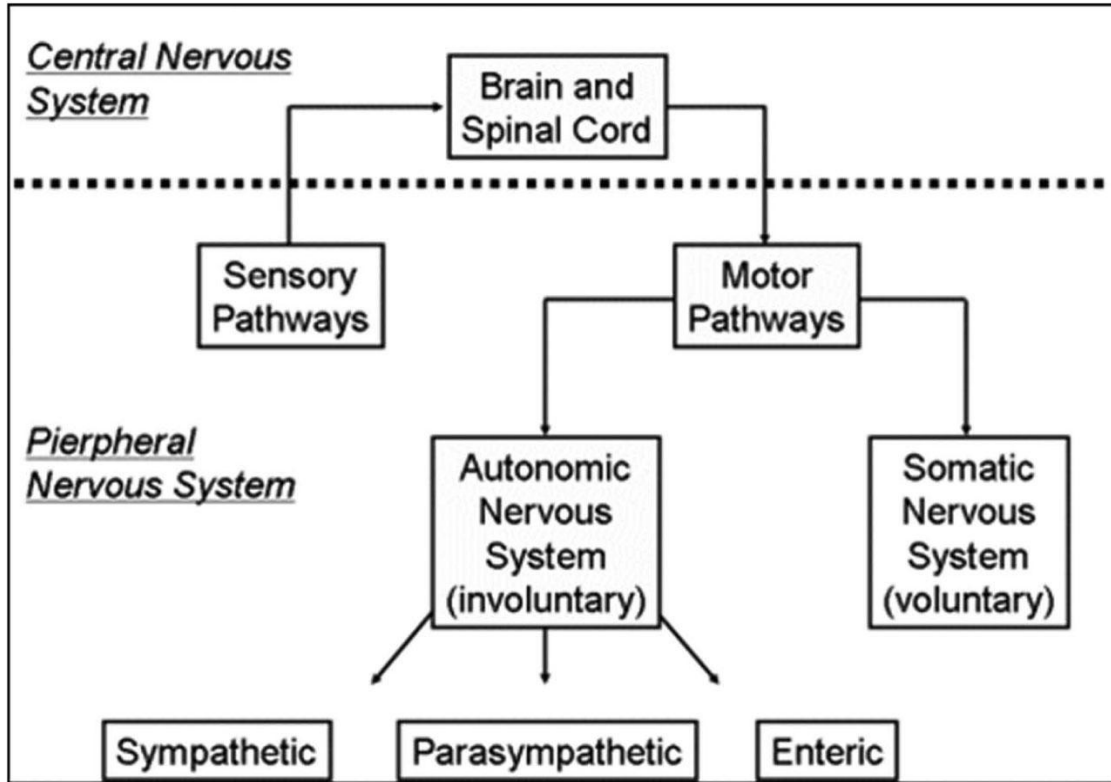 Central Nervous
System
Brain and
Spinal Cord
Sensory
Pathways
Motor
Pathways
Pierpheral
Nervous System
Autonomic
Nervous
System
(involuntary)
Somatic
Nervous
System
(voluntary)
Sympathetic
Parasympathetic
Enteric